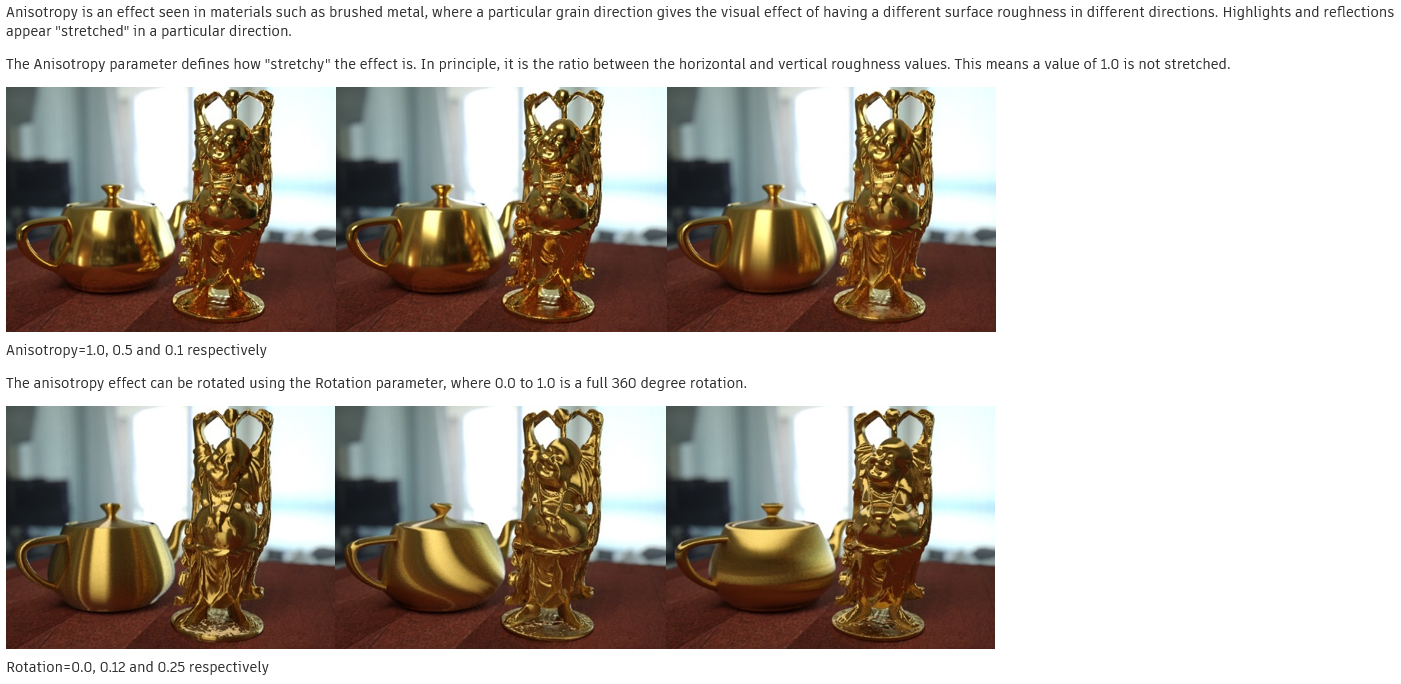 Anisotropy is an effect seen in materials such as brushed metal, where a particular grain direction gives the visual effect of having a different surface roughness in different directions. Highlights and reflections
appear "stretched" in a particular direction.
The Anisotropy parameter defines how "stretchy" the effect is. In principle, it is the ratio between the horizontal and vertical roughness values. This means a value of 1.0 is not stretched.
Anisotropy=1.0, 0.5 and 0.1 respectively
The anisotropy effect can be rotated using the Rotation parameter, where 0.0 to 1.0 is a full 360 degree rotation.
Rotation=0.0, 0.12 and 0.25 respectively